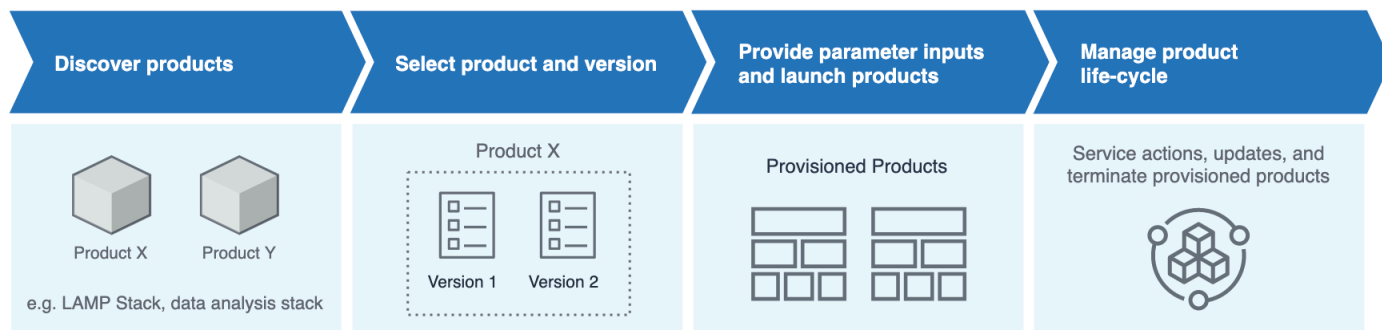 Discover products
Select product and version
Provide parameter inputs
and launch products
Manage product
life-cycle
Product X
Product Y
e.g. LAMP Stack, data analysis stack
Product X
Version 1
Version 2
Provisioned Products
Service actions, updates, and
terminate provisioned products